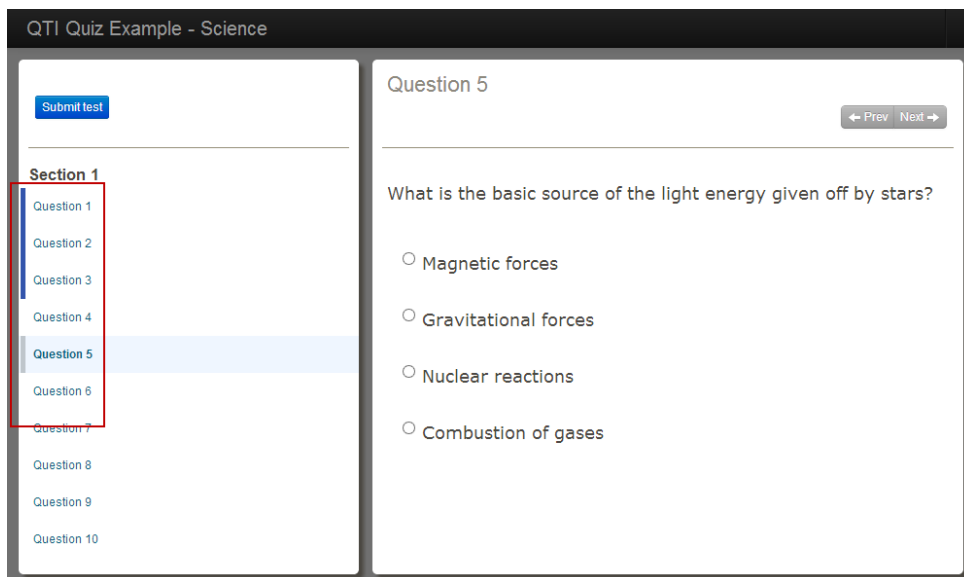 QTI Quiz Example - Science
Submit test
Section 1
Question 1
Question 2
Question 3
Question 4
Question 5
Question 6
Question 7
Question 8
Question 9
Question 10
Question 5
← Prev Next →
What is the basic source of the light energy given off by stars?
Magnetic forces
Gravitational forces
Nuclear reactions
Combustion of gases